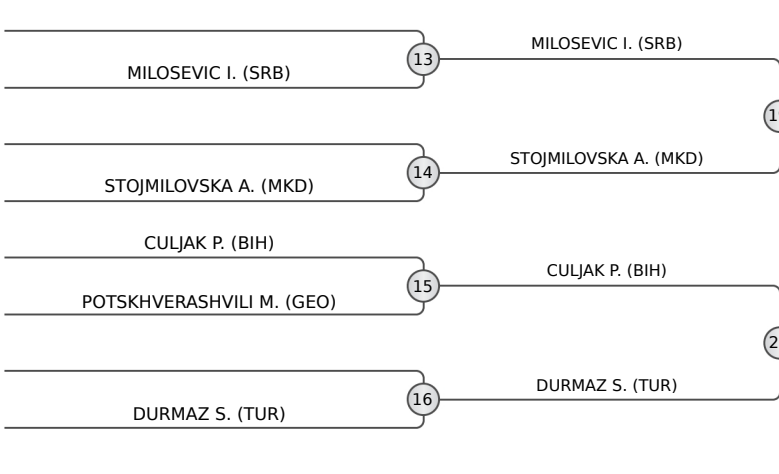 MILOSEVIC I. (SRB)
13
MILOSEVIC I. (SRB)
STOJMILOVSKA A. (MKD)
14
STOJMILOVSKA A. (MKD)
CULJAK P. (BIH)
POTSKHVERASHVILI M. (GEO)
15
CULJAK P. (BIH)
DURMAZ S. (TUR)
16
DURMAZ S. (TUR)